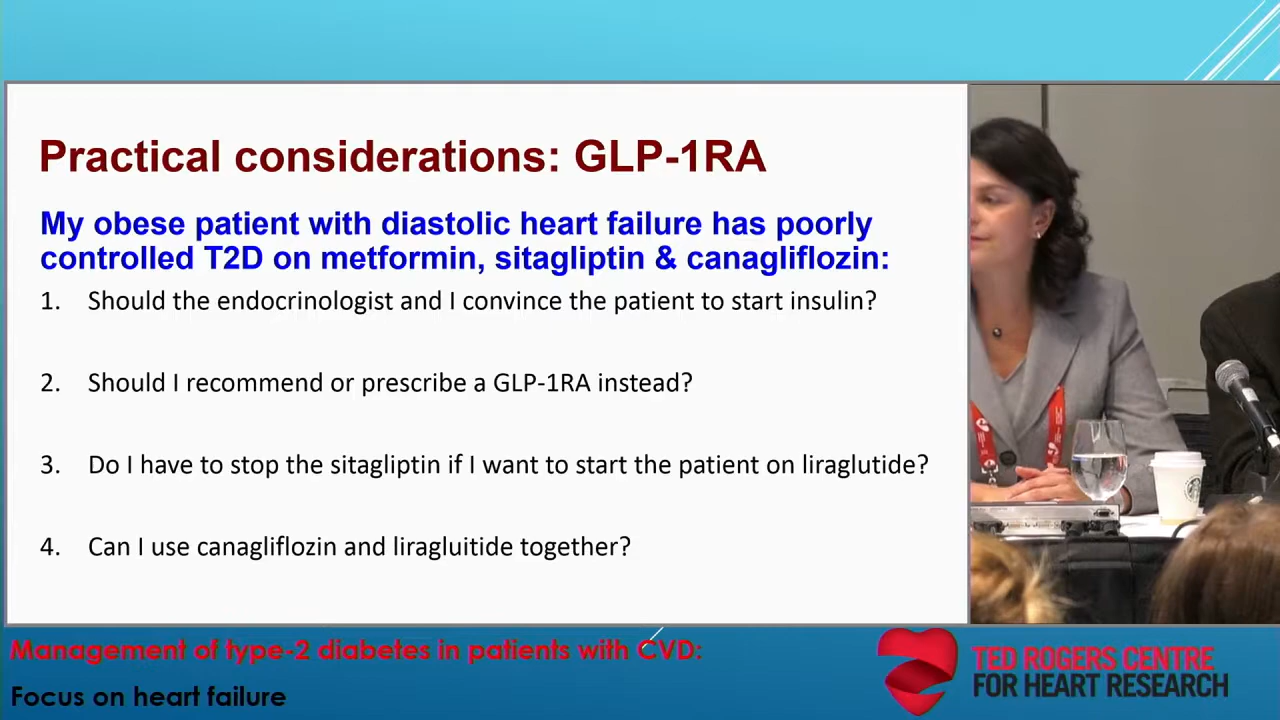 Practical considerations: GLP-1RA
My obese patient with diastolic heart failure has poorly
controlled T2D on metformin, sitagliptin & canagliflozin:
1. Should the endocrinologist and I convince the patient to start insulin?
2. Should I recommend or prescribe a GLP-1RA instead?
3. Do I have to stop the sitagliptin if I want to start the patient on liraglutide?
4. Can I use canagliflozin and liragluitide together?
Management of type-2 diabetes in patients with CVD:
Focus on heart failure
TED ROGERS CENTRE
FOR HEART RESEARCH